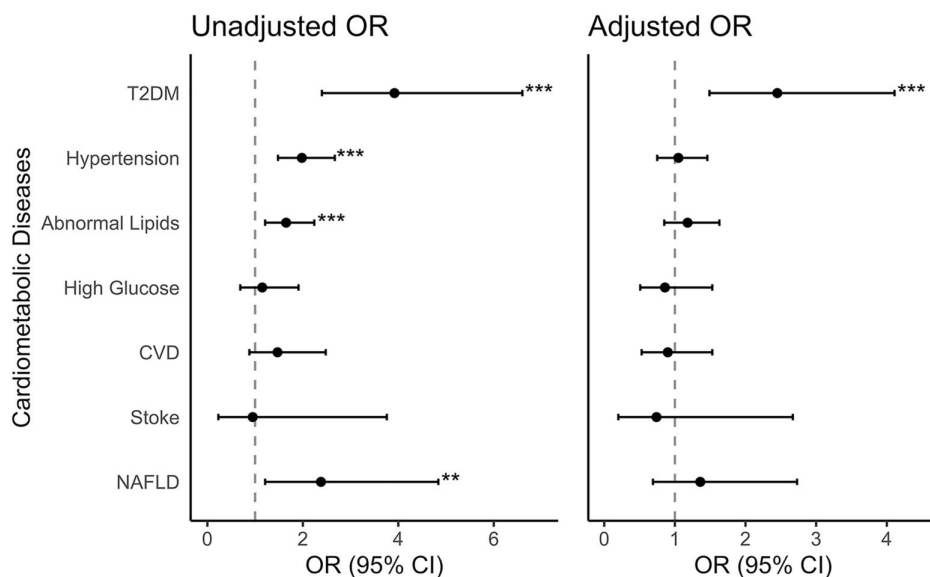 Unadjusted OR
Adjusted OR
Cardiometabolic Diseases
T2DM
***
***
Hypertension
***
Abnormal Lipids
***
High Glucose
CVD
Stoke
NAFLD
**
0 2 4 6
0 1 2 3 4
OR (95% CI)
OR (95% CI)